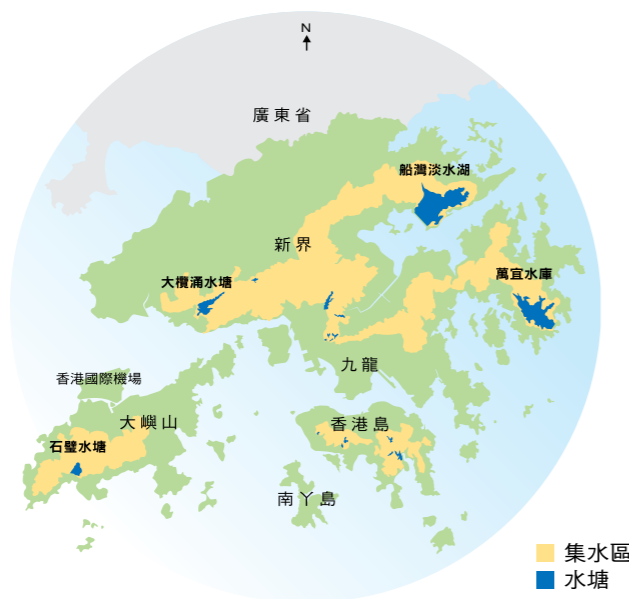 N
廣東省
船灣淡水湖
新界
萬宜水庫
大欖涌水塘
九龍
香港國際機場
大嶼山
香港島
石壁水塘
南丫島
集水區
水塘